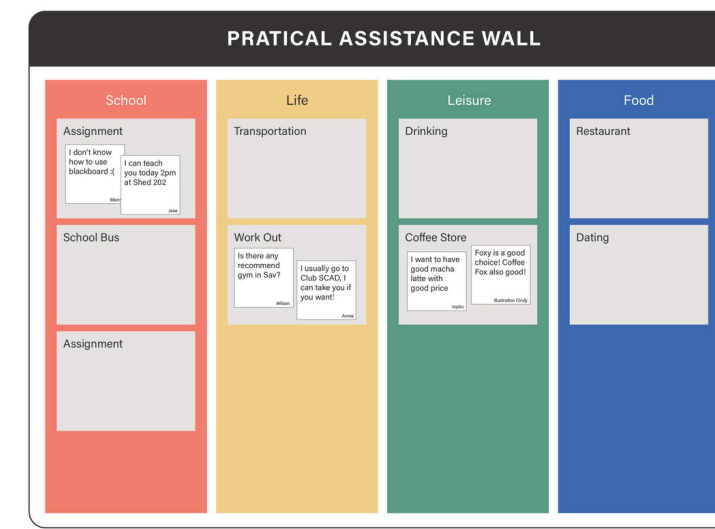 PRATICAL ASSISTANCE WALL
School
Assignment
I don't know
how to use
blackboard :(
I can teach
you today 2pm
at Shed 202
Jane
School Bus
Assignment
Life
Transportation
Work Out
Is there any
recommend
gym in Sav?
Wilson
I usually go to
Club SCAD, I
can take you if
you want!
Annie
Leisure
Drinking
Coffee Store
I want to have
good macha
latte with
good price
Foxy is a good
choice! Coffee
Fox also good!
Illustration Cindy
Food
Restaurant
Dating